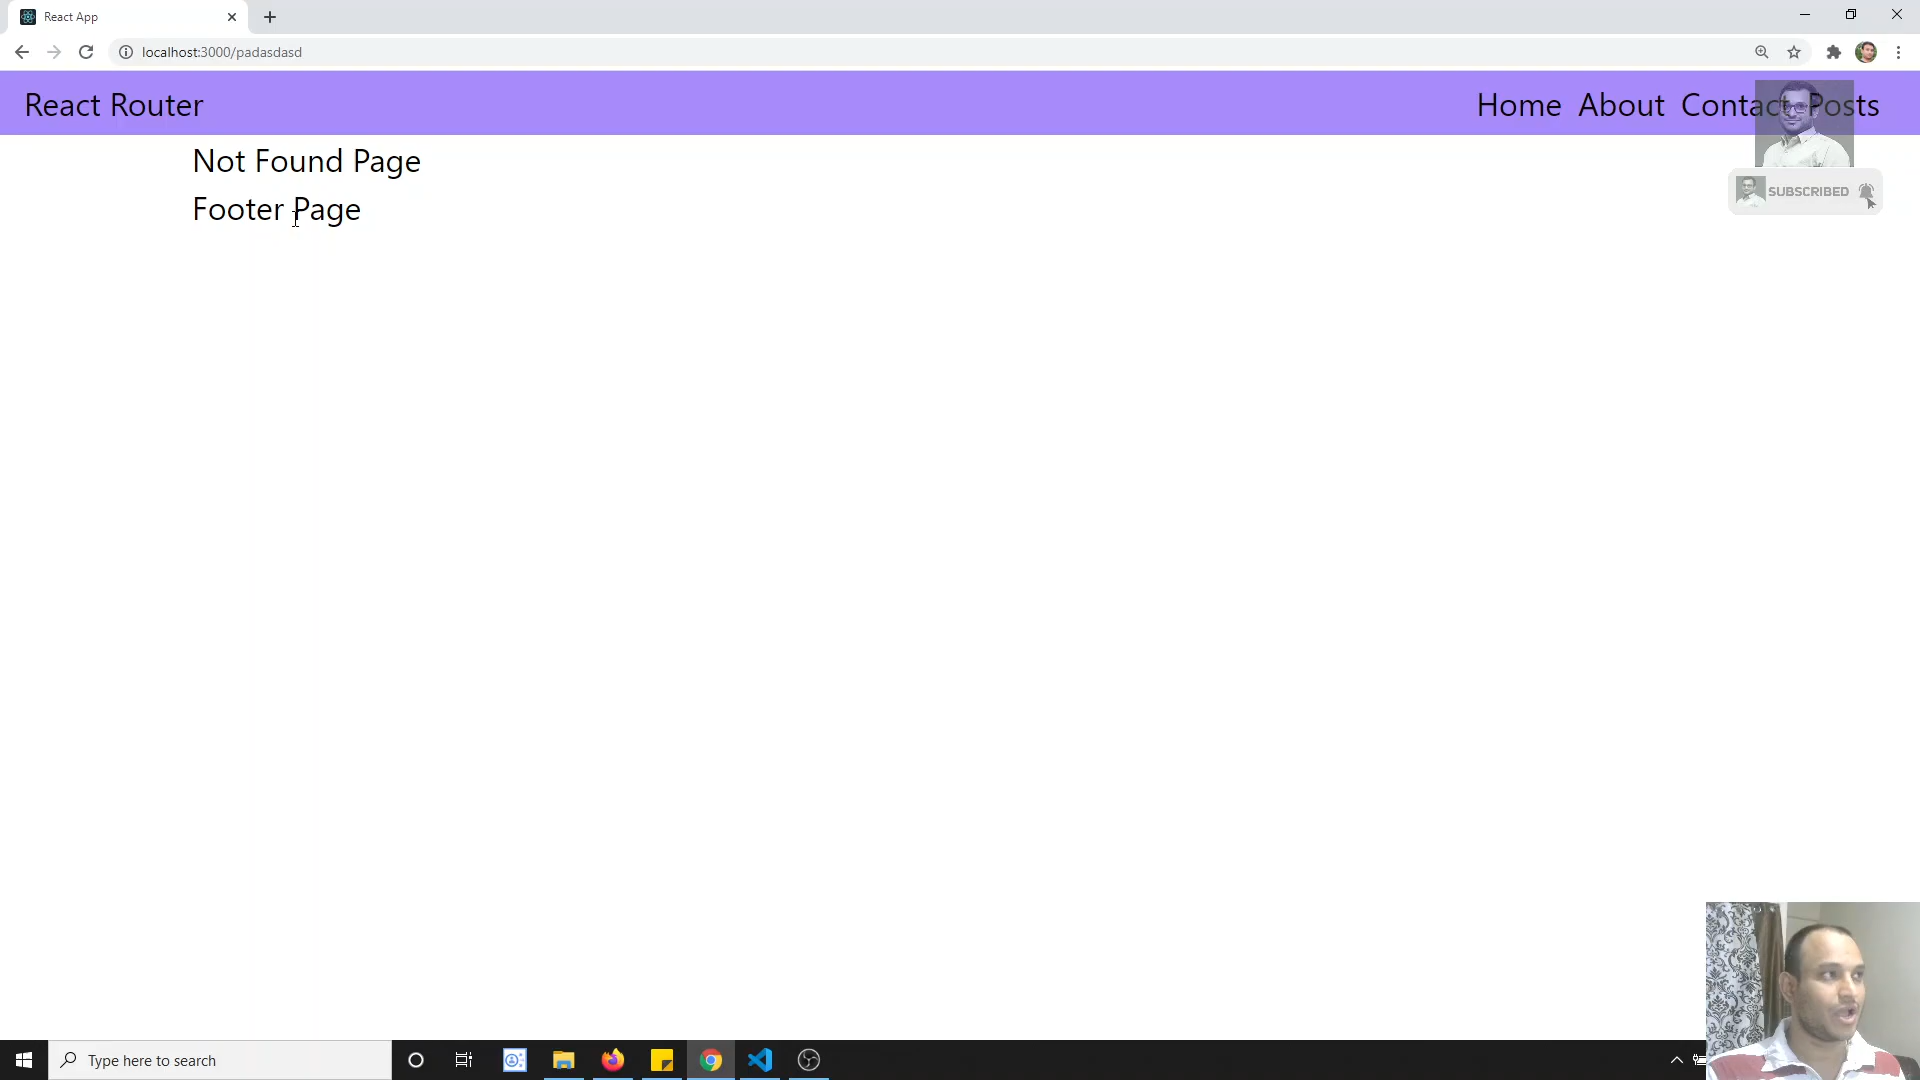 React App
localhost:3000/padasdasd
React Router
Home About Contact Posts
SUBSCRIBED
Not Found Page
Footer Page
Type here to search